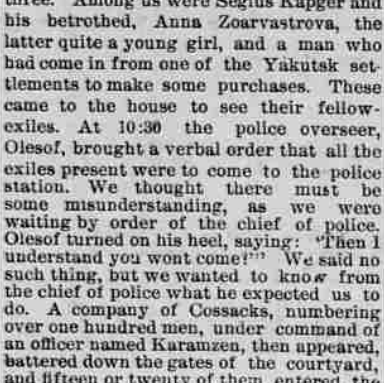 three. Among us were Segius Kapger and
his betrothed, Anna Zoarvastrova, the
latter quite a young girl, and a man who
had come in from one of the Yakutsk set-
tlements to make some purchases. These
came to the house to see their fellow-
exiles. At 10:30 the police overseer,
Olesof, brought a verbal order that all the
exiles present were to come to the police
station. We thought there must be
some misunderstanding, as we were
waiting by order of the chief of police.
Olesof turned on his heel, saying: 'Then I
understand you wont come?'" We said no
such thing, but we wanted to know from
the chief of police what he expected us to
do. A company of Cossacks, numbering
over one hundred men, under command of
an officer named Karamzen, then appeared,
battered down the gates of the courtyard,
and fifteen or twenty of them entered the